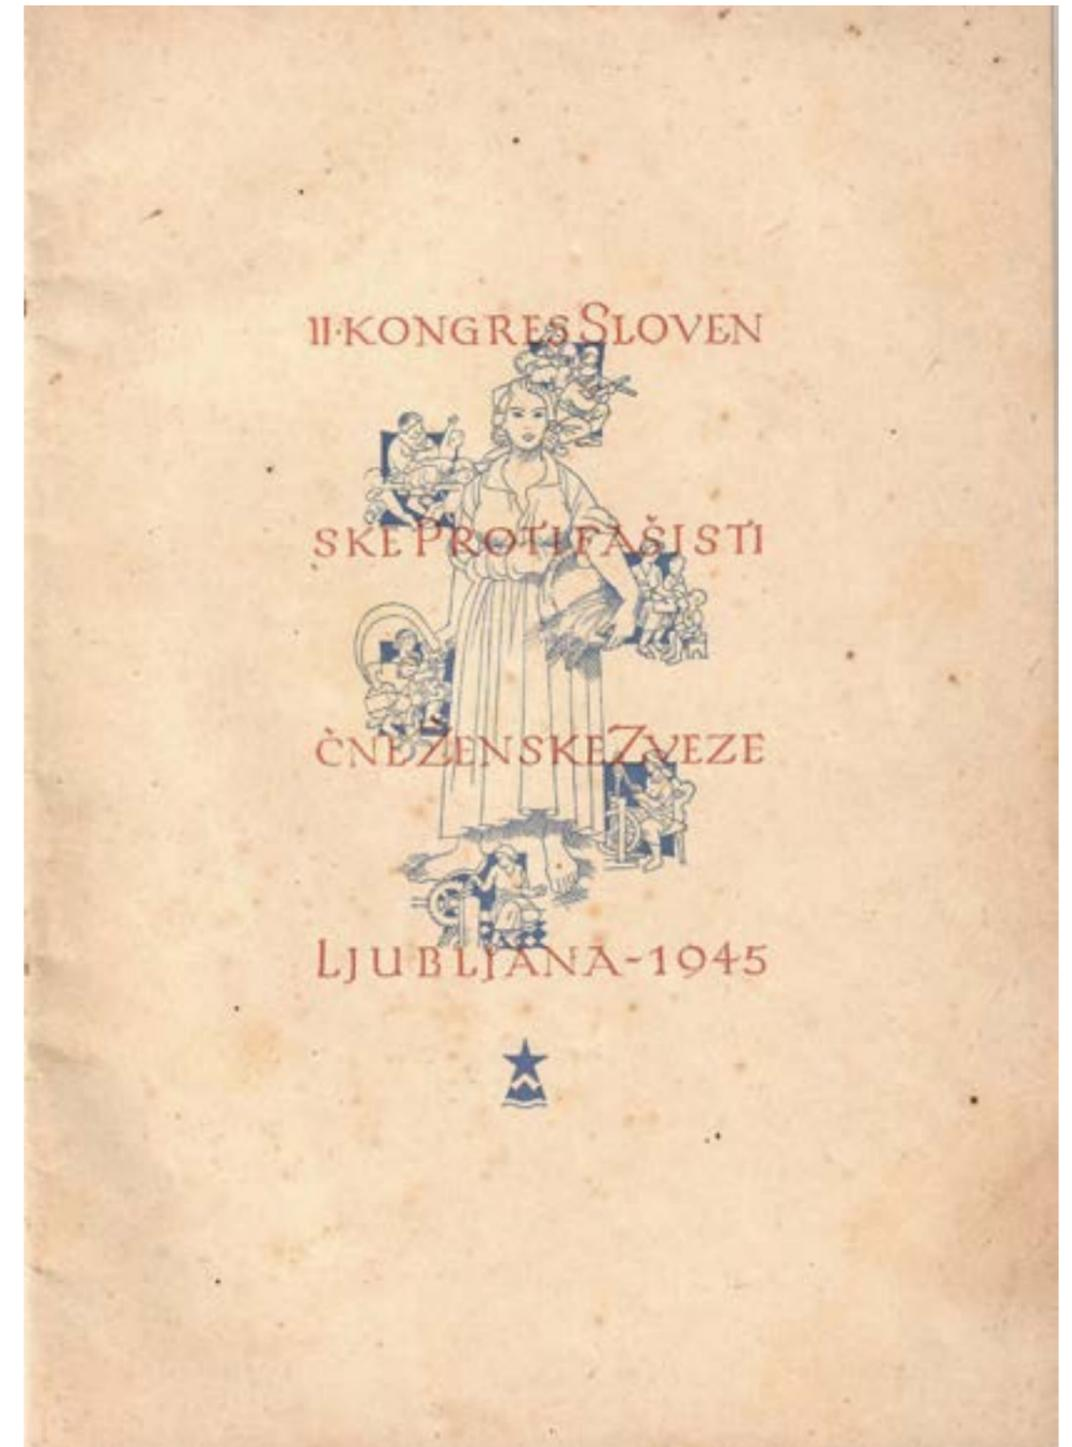 II·KONGRES SLOVEN
SKE PROTIFAŠISTI
ČNE ŽENSKE ZVEZE
LJUBLJANA-1945